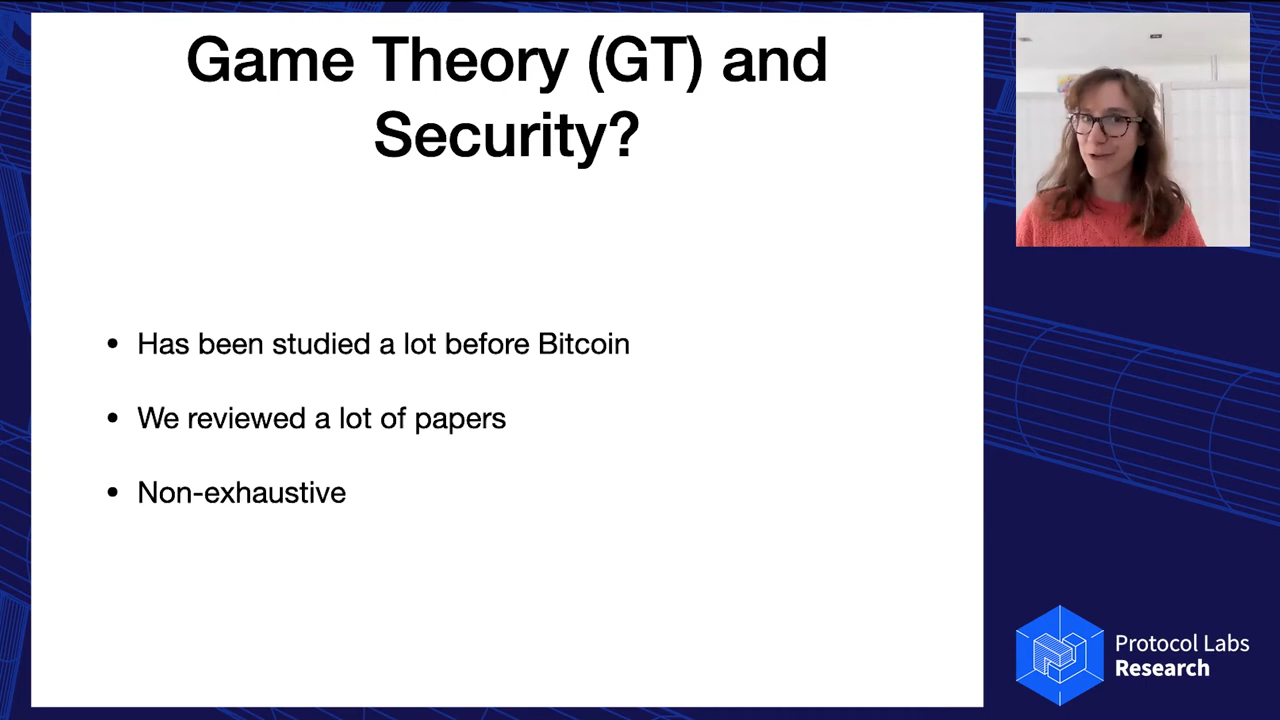 Game Theory (GT) and
Security?
• Has been studied a lot before Bitcoin
• We reviewed a lot of papers
• Non-exhaustive
Protocol Labs
Research